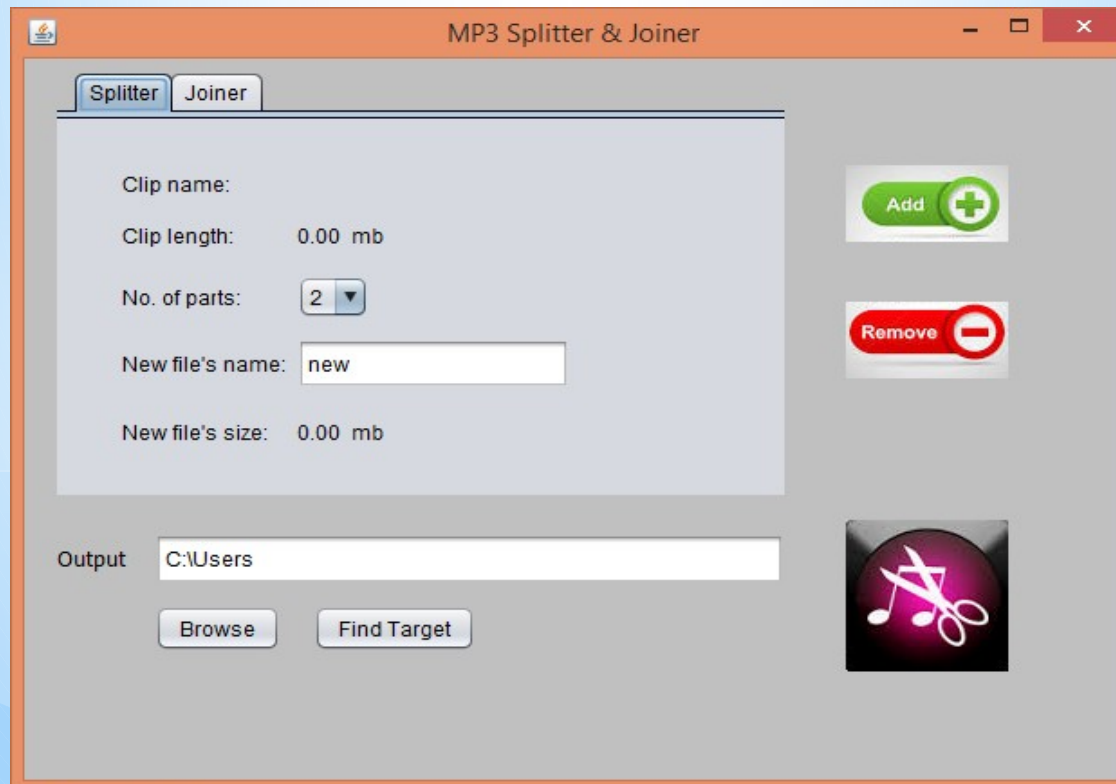 MP3 Splitter & Joiner
Splitter Joiner
Clip name:
Clip length: 0.00 mb
No. of parts: 2
New file's name: new
New file's size: 0.00 mb
Add
Remove
Output C:\Users
Browse Find Target